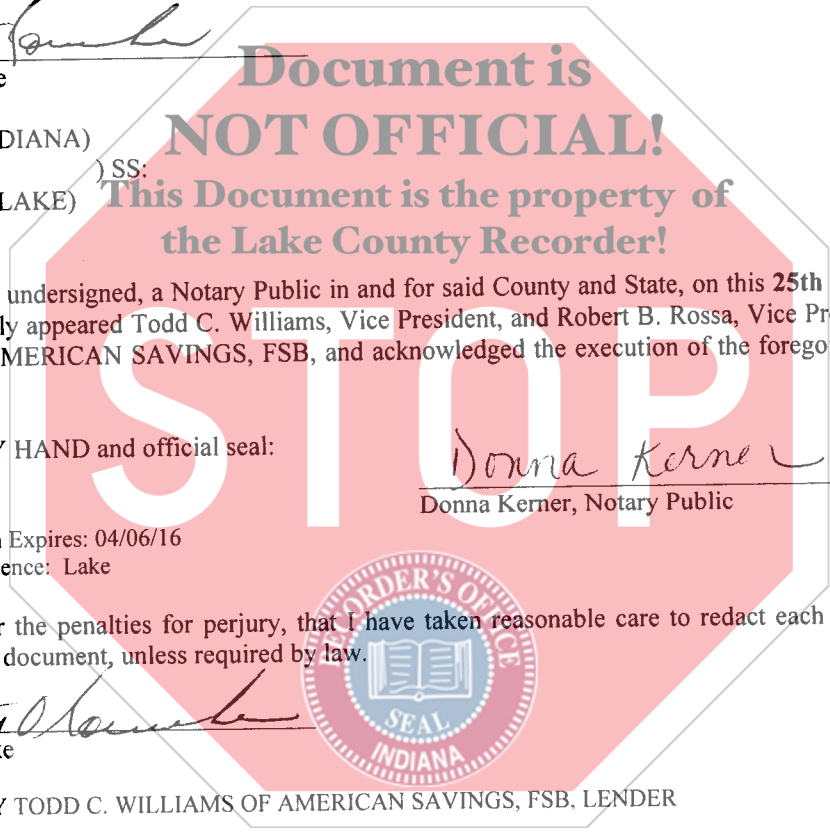 Document is
NOT OFFICIAL!
DIANA)
) SS:
LAKE)
This Document is the property of
the Lake County Recorder!
undersigned, a Notary Public in and for said County and State, on this 25th
ly appeared Todd C. Williams, Vice President, and Robert B. Rossa, Vice Pr
MERICAN SAVINGS, FSB, and acknowledged the execution of the forego
STOP
Y HAND and official seal:
Donna Kerner
Donna Kerner, Notary Public
n Expires: 04/06/16
ence: Lake
RECORDER'S OFFICE
r the penalties for perjury, that I have taken reasonable care to redact each
document, unless required by law.
SEAL
INDIANA
ke
Y TODD C. WILLIAMS OF AMERICAN SAVINGS, FSB, LENDER